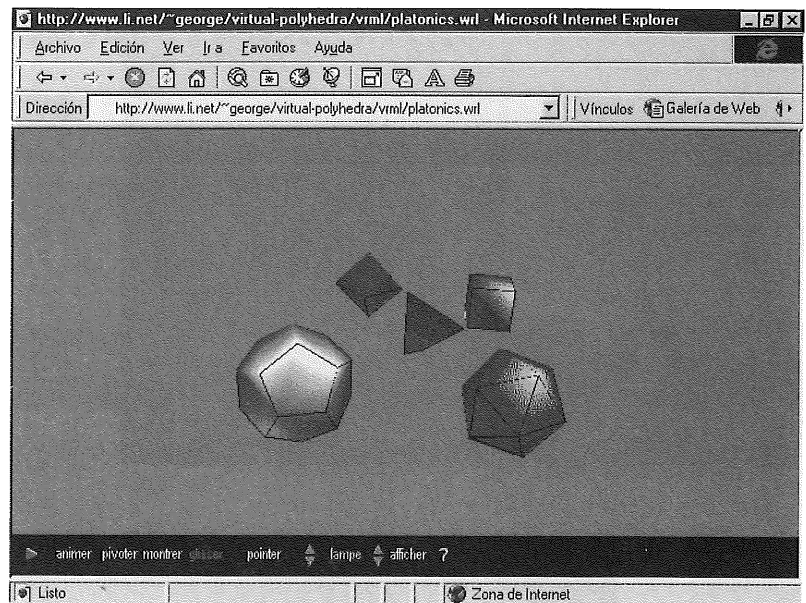 http://www.li.net/~george/virtual-polyhedra/vrml/platonics.wrl - Microsoft Internet Explorer
Archivo Edición Ver Ir a Favoritos Ayuda
Dirección http://www.li.net/~george/virtual-polyhedra/vrml/platonics.wrl Vínculos Galería de Web
animer pivoter montrer glisser pointer lampe afficher ?
Listo Zona de Internet